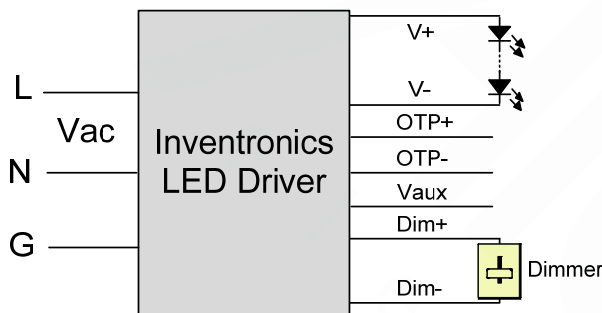 L
Vac
N
G
Inventronics
LED Driver
V+
V-
OTP+
OTP-
Vaux
Dim+
Dim-
Dimmer